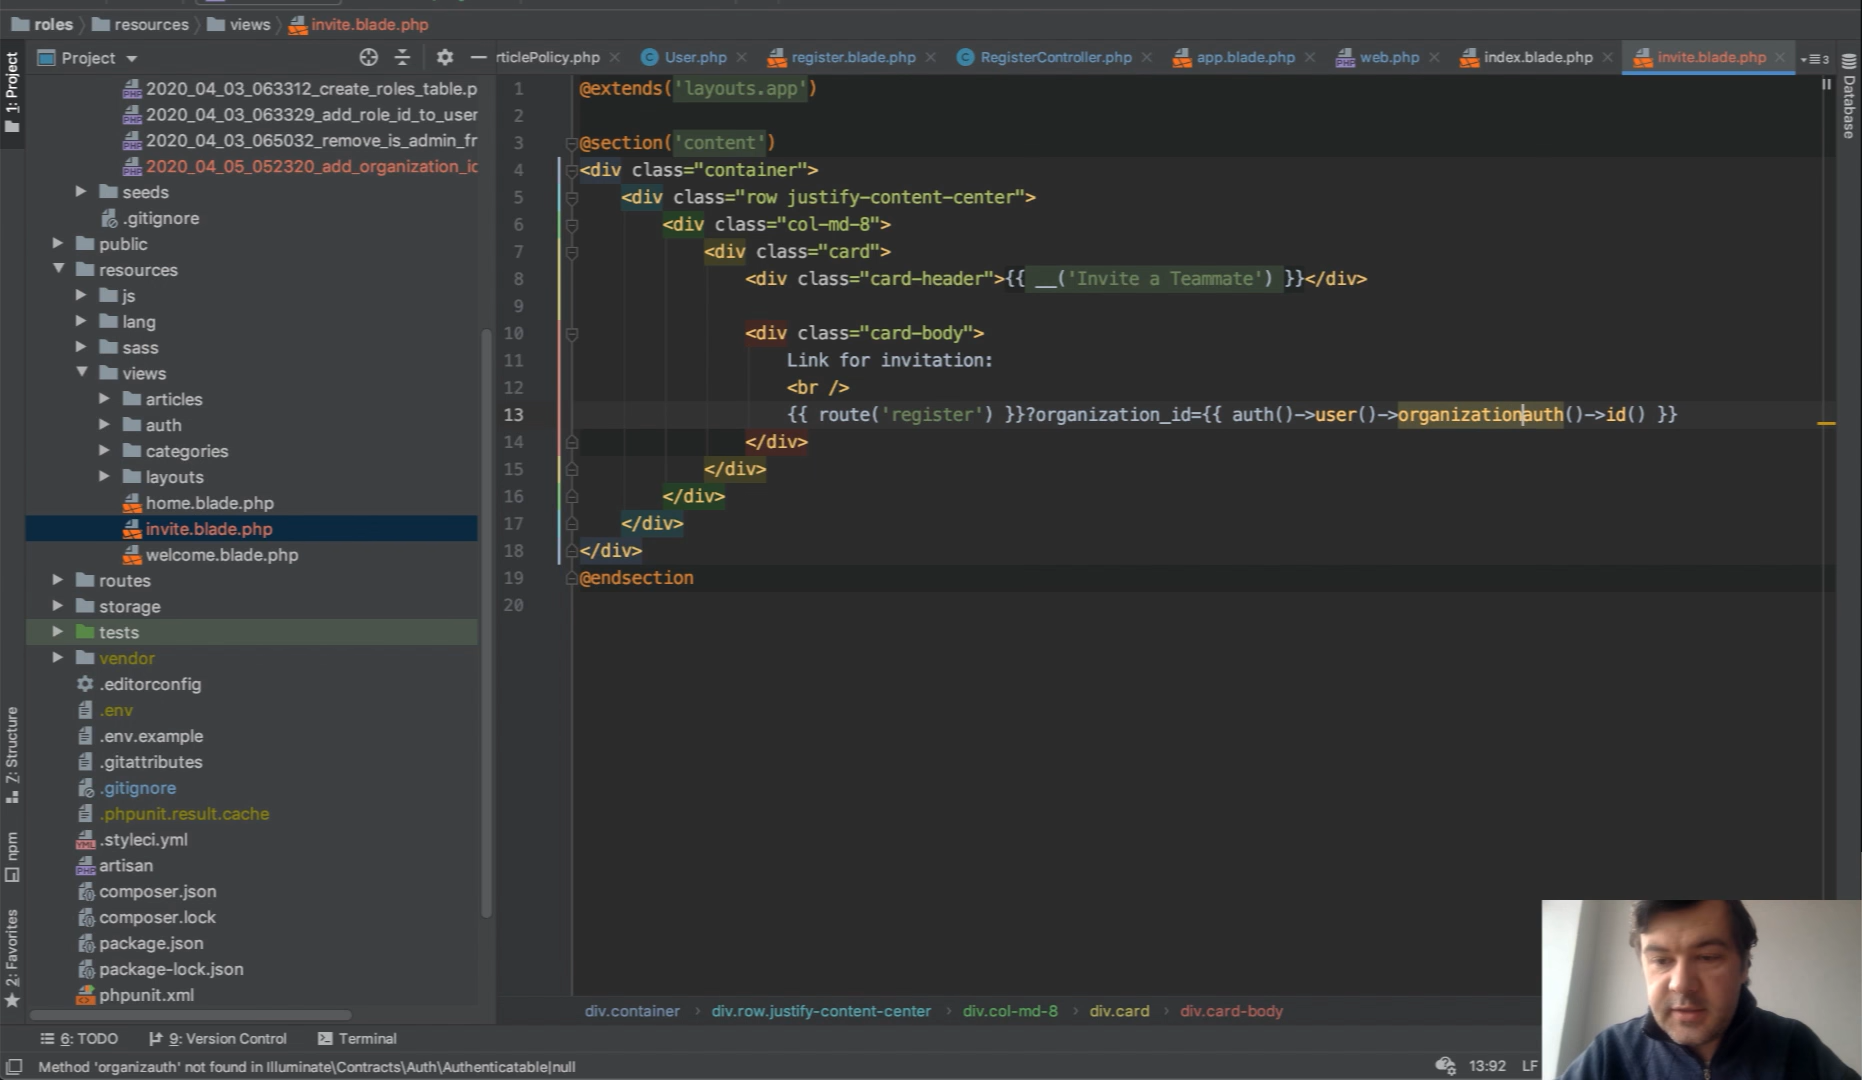 roles
resources
views
invite.blade.php
Project
rticlePolicy.php
User.php
register.blade.php
RegisterController.php
app.blade.php
web.php
index.blade.php
invite.blade.php
3
1: Project
Database
2020_04_03_063312_create_roles_table.p
2020_04_03_063329_add_role_id_to_user
2020_04_03_065032_remove_is_admin_fr
2020_04_05_052320_add_organization_id
seeds
.gitignore
public
resources
js
lang
sass
views
articles
auth
categories
layouts
home.blade.php
invite.blade.php
welcome.blade.php
routes
storage
tests
vendor
.editorconfig
.env
.env.example
.gitattributes
.gitignore
.phpunit.result.cache
.styleci.yml
artisan
composer.json
composer.lock
package.json
package-lock.json
phpunit.xml
7: Structure
npm
2: Favorites
1 @extends('layouts.app')
2
3 @section('content')
4 <div class="container">
5 <div class="row justify-content-center">
6 <div class="col-md-8">
7 <div class="card">
8 <div class="card-header">{{ __('Invite a Teammate') }}</div>
9
10 <div class="card-body">
11 Link for invitation:
12 <br />
13 {{ route('register') }}?organization_id={{ auth()->user()->organizationauth()->id() }}
14 </div>
15 </div>
16 </div>
17 </div>
18 </div>
19 @endsection
20
div.container › div.row.justify-content-center › div.col-md-8 › div.card › div.card-body
6: TODO
9: Version Control
Terminal
Method 'organizauth' not found in Illuminate\Contracts\Auth\Authenticatable|null
13:92
LF